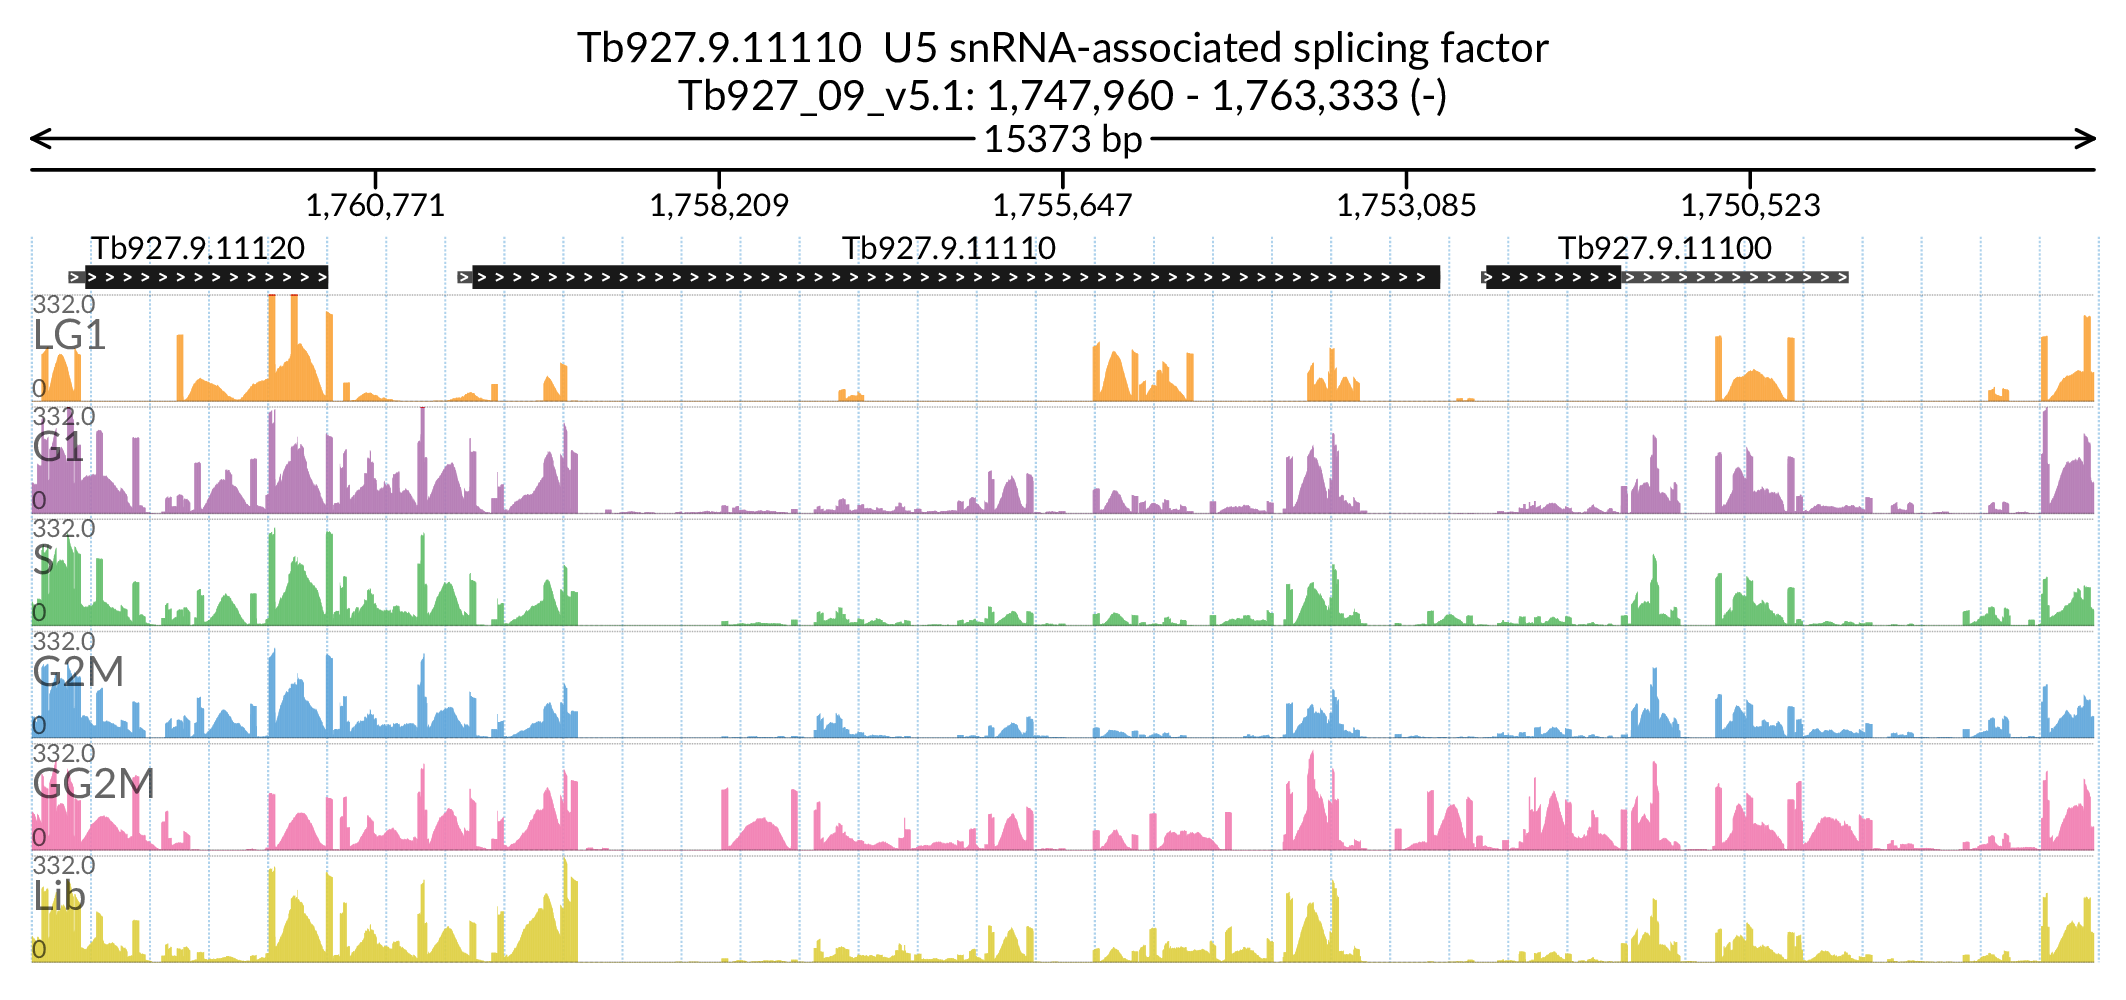 Tb927.9.11110  U5 snRNA-associated splicing factor
Tb927_09_v5.1: 1,747,960 - 1,763,333 (-)
15373 bp
1,760,771 1,758,209 1,755,647 1,753,085 1,750,523
Tb927.9.11120 Tb927.9.11110 Tb927.9.11100
332.0
LG1
0
332.0
G1
0
332.0
S
0
332.0
G2M
0
332.0
GG2M
0
332.0
Lib
0